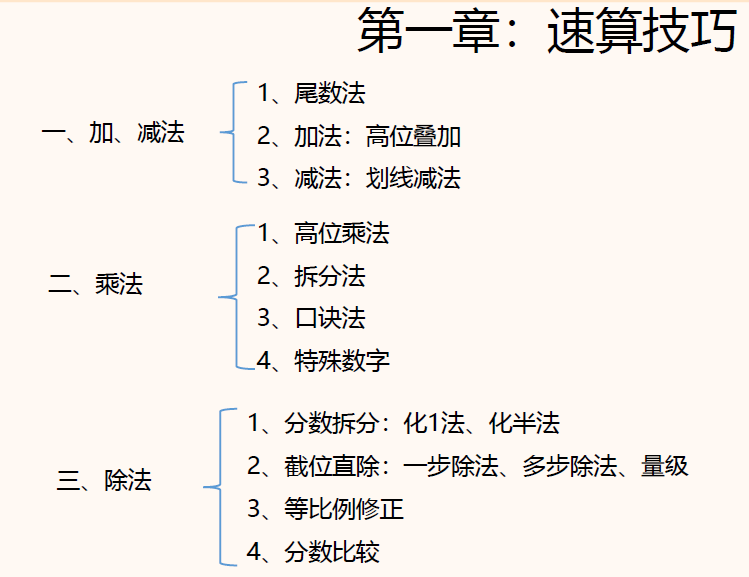 第一章：速算技巧
一、加、减法
1、尾数法
2、加法：高位叠加
3、减法：划线减法
二、乘法
1、高位乘法
2、拆分法
3、口诀法
4、特殊数字
三、除法
1、分数拆分：化1法、化半法
2、截位直除：一步除法、多步除法、量级
3、等比例修正
4、分数比较